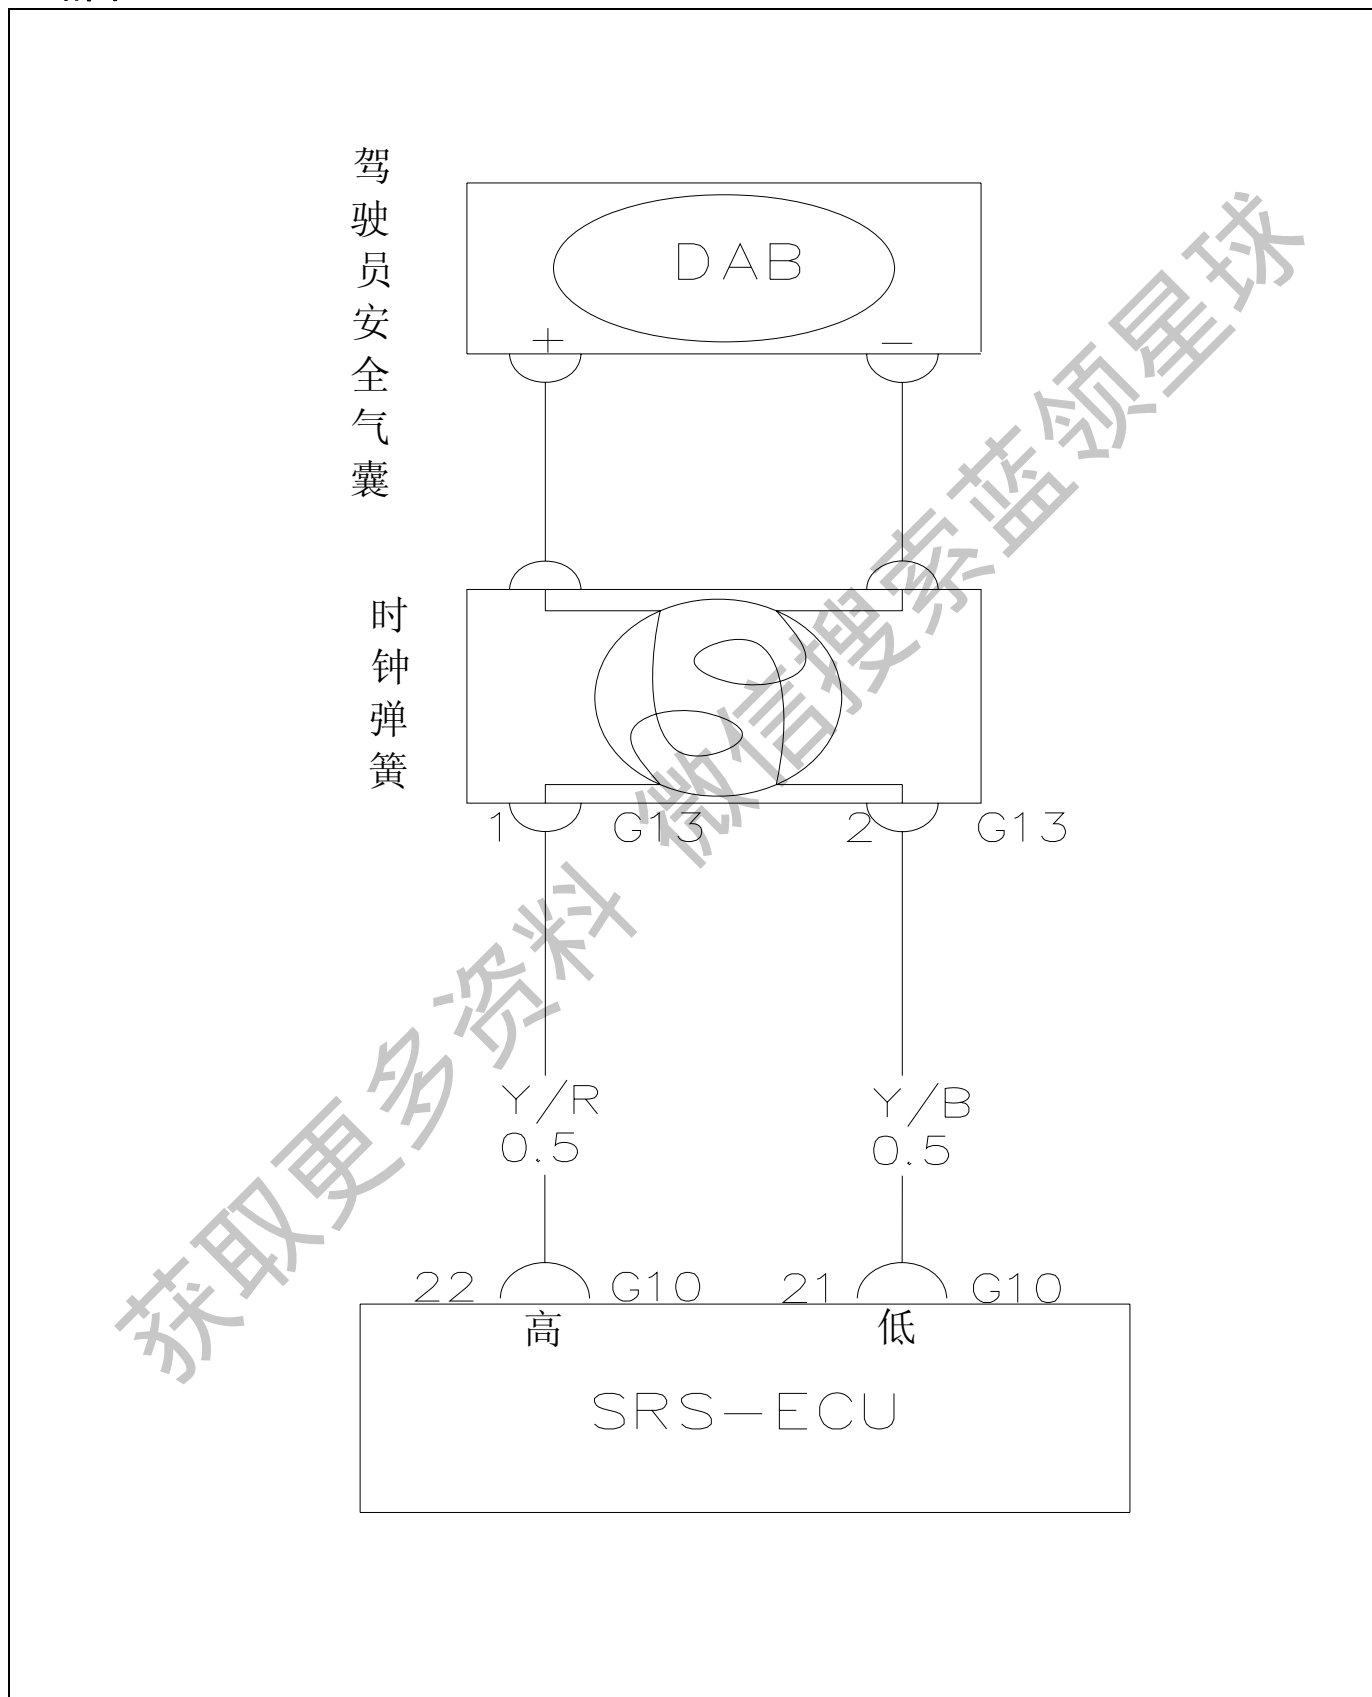 驾驶员安全气囊
DAB
+ −
时钟弹簧
1 G13 2 G13
Y/R Y/B
0.5 0.5
22 G10 21 G10
高 低
SRS-ECU
获取更多资料 微信搜索蓝领星球